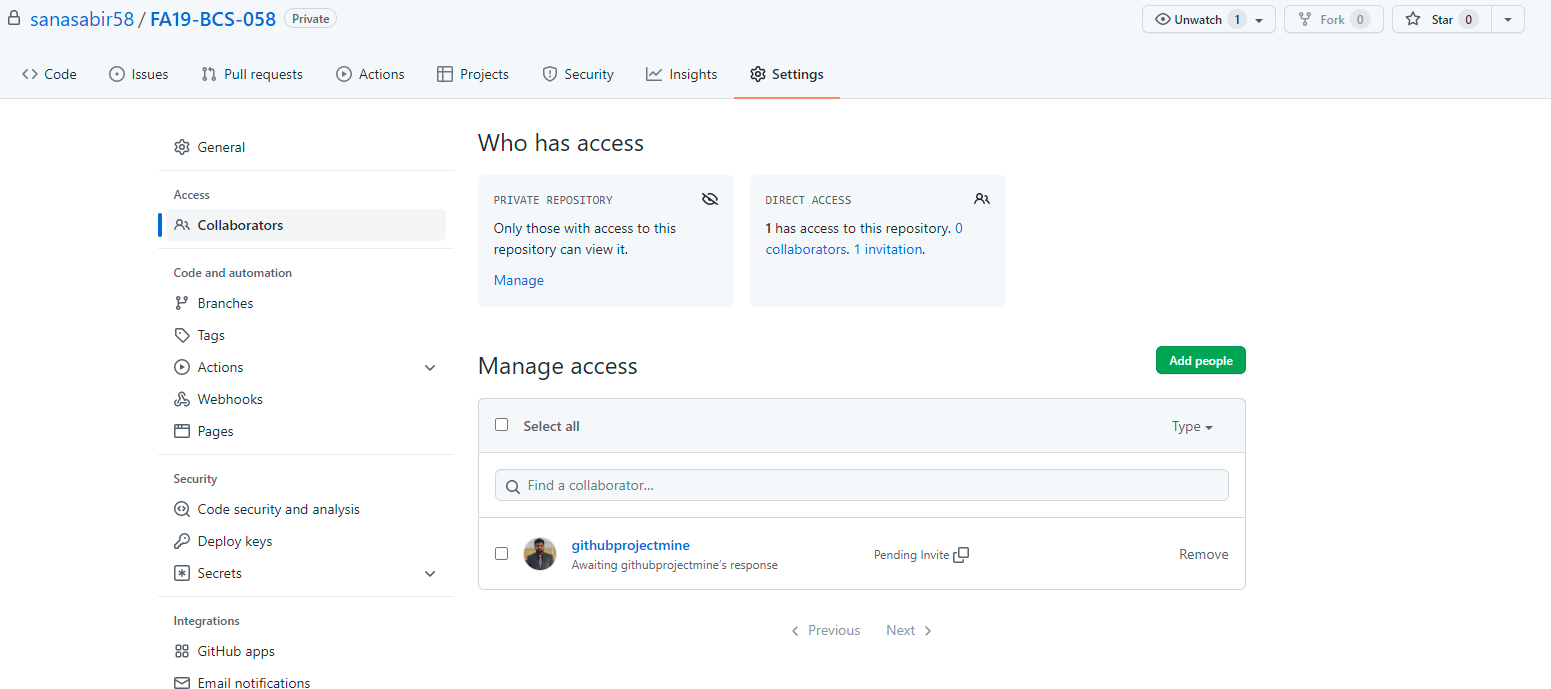 sanasabir58 / FA19-BCS-058 Private
Unwatch 1 Fork 0 Star 0
Code Issues Pull requests Actions Projects Security Insights Settings
General
Access
Collaborators
Code and automation
Branches
Tags
Actions
Webhooks
Pages
Security
Code security and analysis
Deploy keys
Secrets
Integrations
GitHub apps
Email notifications
Who has access
PRIVATE REPOSITORY
Only those with access to this
repository can view it.
Manage
DIRECT ACCESS
1 has access to this repository. 0
collaborators. 1 invitation.
Manage access
Add people
Select all Type
Find a collaborator...
githubprojectmine
Awaiting githubprojectmine's response
Pending Invite
Remove
Previous Next